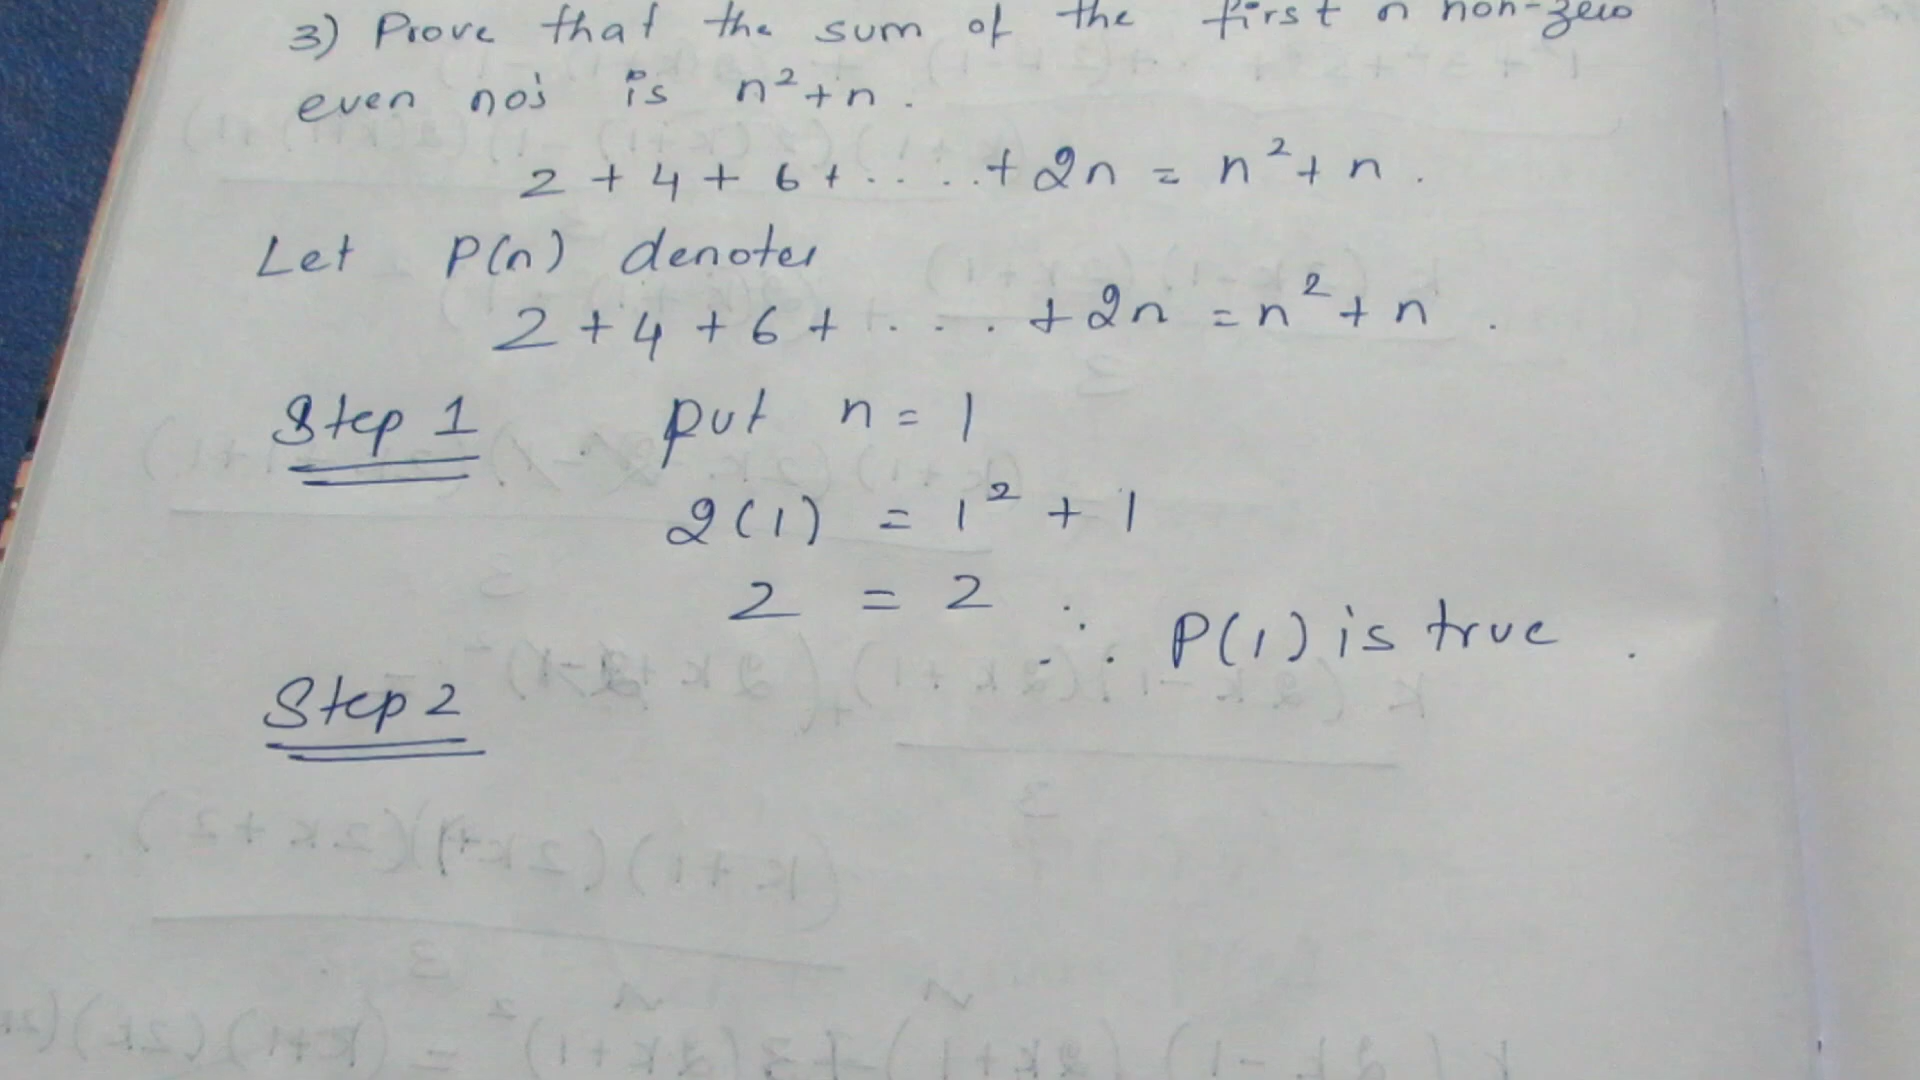 3) Prove that the sum of the first n non-zero
even no's is n²+n.
2 + 4 + 6 + .... + 2n = n² + n.
Let P(n) denotes
2 + 4 + 6 + .... + 2n = n² + n.
Step 1 put n = 1
2(1) = 1² + 1
2 = 2 ∴ P(1) is true.
Step 2